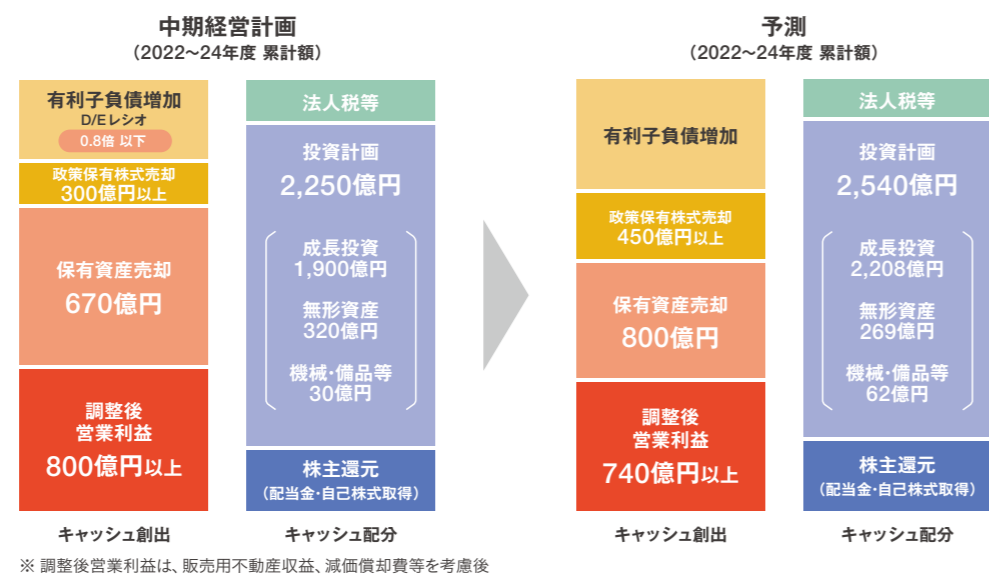 中期経営計画
（2022〜24年度 累計額）
有利子負債増加
D/Eレシオ
0.8倍 以下
政策保有株式売却
300億円以上
保有資産売却
670億円
調整後
営業利益
800億円以上
キャッシュ創出
法人税等
投資計画
2,250億円
成長投資
1,900億円
無形資産
320億円
機械・備品等
30億円
株主還元
（配当金・自己株式取得）
キャッシュ配分
予測
（2022〜24年度 累計額）
有利子負債増加
政策保有株式売却
450億円以上
保有資産売却
800億円
調整後
営業利益
740億円以上
キャッシュ創出
法人税等
投資計画
2,540億円
成長投資
2,208億円
無形資産
269億円
機械・備品等
62億円
株主還元
（配当金・自己株式取得）
キャッシュ配分
※ 調整後営業利益は、販売用不動産収益、減価償却費等を考慮後